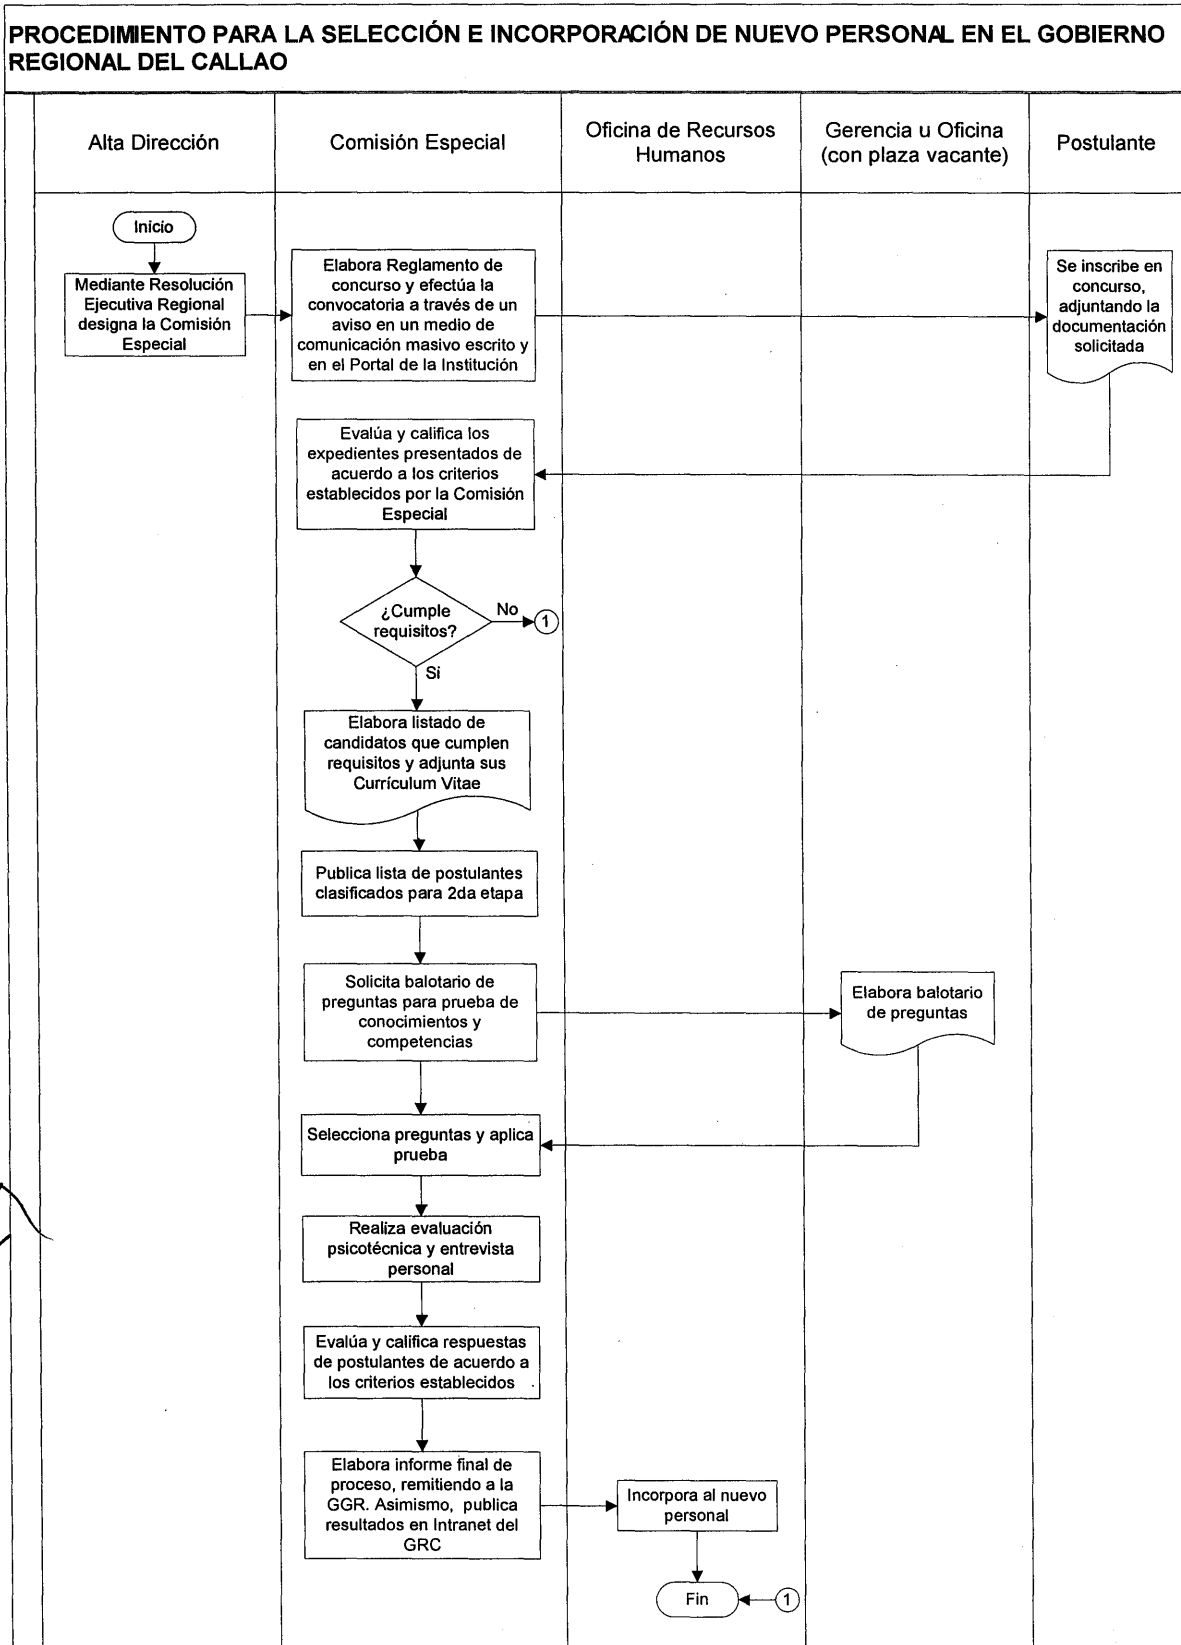 PROCEDIMIENTO PARA LA SELECCIÓN E INCORPORACIÓN DE NUEVO PERSONAL EN EL GOBIERNO
REGIONAL DEL CALLAO
Alta Dirección
Comisión Especial
Oficina de Recursos
Humanos
Gerencia u Oficina
(con plaza vacante)
Postulante
Inicio
Mediante Resolución
Ejecutiva Regional
designa la Comisión
Especial
Elabora Reglamento de
concurso y efectúa la
convocatoria a través de un
aviso en un medio de
comunicación masivo escrito y
en el Portal de la Institución
Se inscribe en
concurso,
adjuntando la
documentación
solicitada
Evalúa y califica los
expedientes presentados de
acuerdo a los criterios
establecidos por la Comisión
Especial
¿Cumple
requisitos?
No
1
Si
Elabora listado de
candidatos que cumplen
requisitos y adjunta sus
Currículum Vitae
Publica lista de postulantes
clasificados para 2da etapa
Solicita balotario de
preguntas para prueba de
conocimientos y
competencias
Elabora balotario
de preguntas
Selecciona preguntas y aplica
prueba
Realiza evaluación
psicotécnica y entrevista
personal
Evalúa y califica respuestas
de postulantes de acuerdo a
los criterios establecidos
Elabora informe final de
proceso, remitiendo a la
GGR. Asimismo, publica
resultados en Intranet del
GRC
Incorpora al nuevo
personal
Fin
1